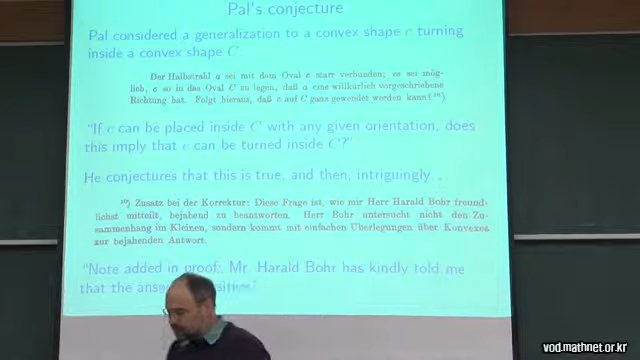 Pal's conjecture
Pal considered a generalization to a convex shape c turning
inside a convex shape C:
Der Halbstrahl a sei mit dem Oval c starr verbunden; es sei mög-
lich, c so in das Oval C zu legen, daß a eine willkürlich vorgeschriebene
Richtung hat. Folgt hieraus, daß c auf C ganz gewendet werden kann? ¹⁰)
"If c can be placed inside C with any given orientation, does
this imply that c can be turned inside C?"
He conjectures that this is true, and then, intriguingly...
¹⁰) Zusatz bei der Korrektur: Diese Frage ist, wie mir Herr Harald Bohr freund-
lichst mitteilt, bejahend zu beantworten. Herr Bohr untersucht nicht den Zu-
sammenhang im Kleinen, sondern kommt mit einfachen Überlegungen über Konvexes
zur bejahenden Antwort.
"Note added in proof: Mr. Harald Bohr has kindly told me
that the
vod.mathnet.or.kr